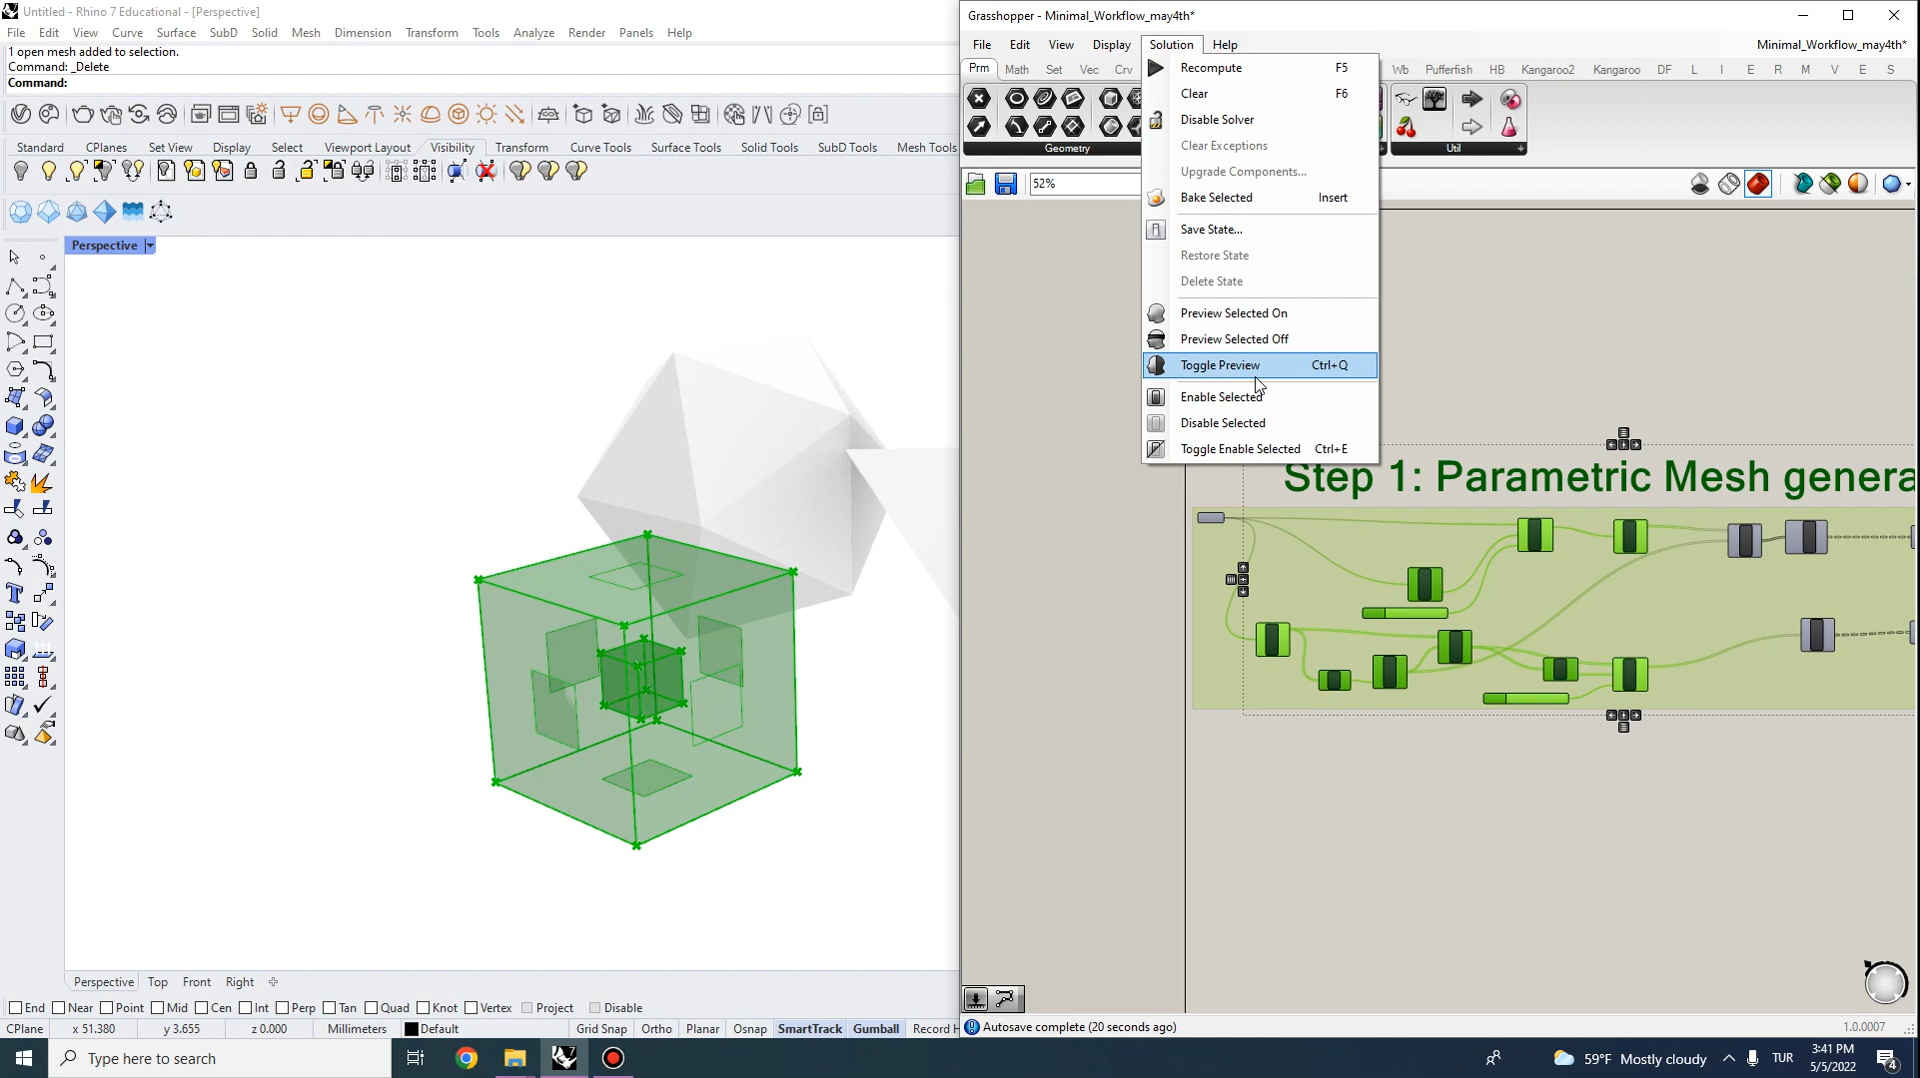 Untitled - Rhino 7 Educational - [Perspective]
File Edit View Curve Surface SubD Solid Mesh Dimension Transform Tools Analyze Render Panels Help
1 open mesh added to selection.
Command: _Delete
Command:
Standard CPlanes Set View Display Select Viewport Layout Visibility Transform Curve Tools Surface Tools Solid Tools SubD Tools Mesh Tools
Perspective
Perspective Top Front Right
End Near Point Mid Cen Int Perp Tan Quad Knot Vertex Project Disable
CPlane x 51.380 y 3.655 z 0.000 Millimeters Default Grid Snap Ortho Planar Osnap SmartTrack Gumball Record H
Grasshopper - Minimal_Workflow_may4th*
File Edit View Display Solution Help
Minimal_Workflow_may4th*
Prm Math Set Vec Crv Wb Pufferfish HB Kangaroo2 Kangaroo DF L I E R M V E S
Geometry
Util
52%
Recompute F5
Clear F6
Disable Solver
Clear Exceptions
Upgrade Components...
Bake Selected Insert
Save State...
Restore State
Delete State
Preview Selected On
Preview Selected Off
Toggle Preview Ctrl+Q
Enable Selected
Disable Selected
Toggle Enable Selected Ctrl+E
Step 1: Parametric Mesh genera
Autosave complete (20 seconds ago)
1.0.0007
Type here to search
59°F Mostly cloudy
TUR
3:41 PM
5/5/2022
4